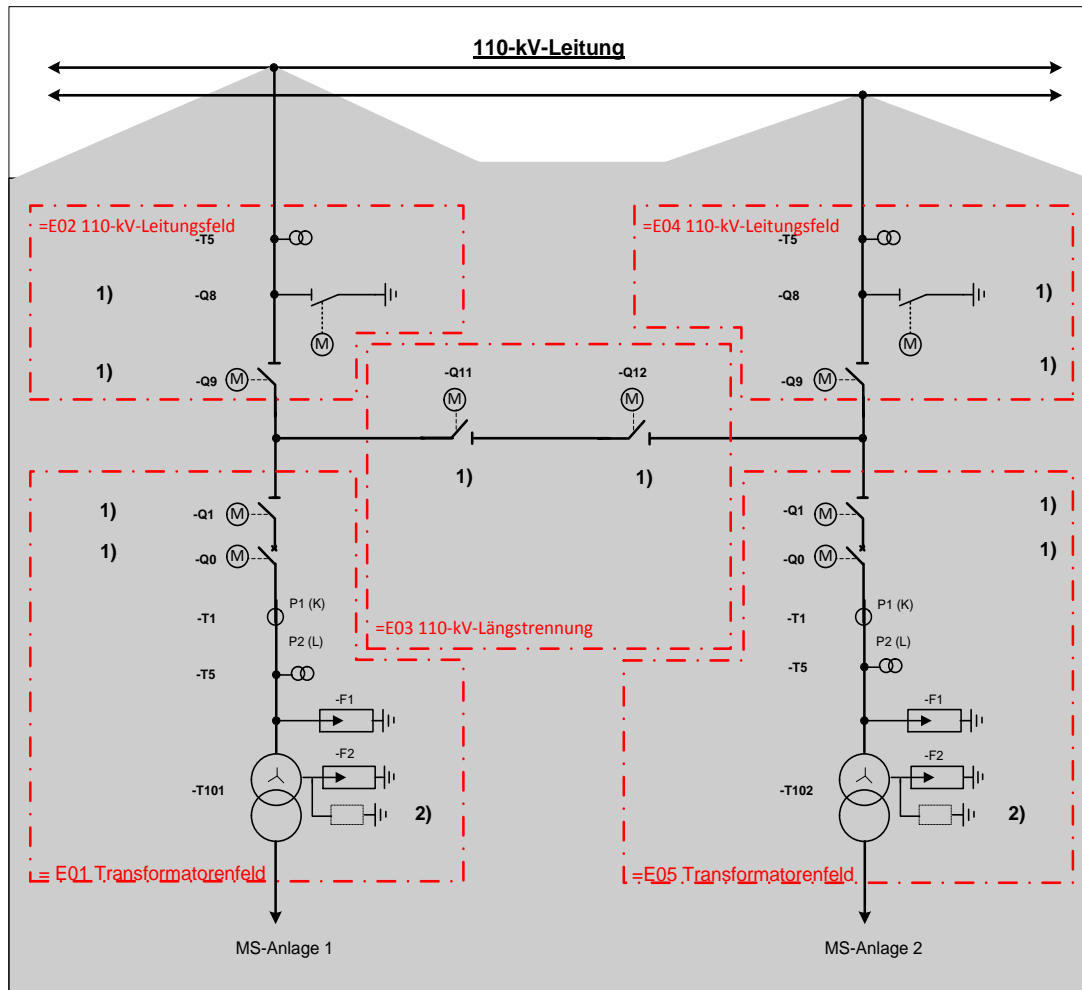 110-kV-Leitung
=E02 110-kV-Leitungsfeld
=E04 110-kV-Leitungsfeld
-T5
-T5
1)
-Q8
-Q8
1)
M
M
1)
-Q9
M
-Q11
-Q12
-Q9
M
1)
M
M
1)
1)
1)
-Q1
M
-Q1
M
1)
1)
-Q0
M
-Q0
M
1)
-T1
P1 (K)
-T1
P1 (K)
=E03 110-kV-Längstrennung
P2 (L)
P2 (L)
-T5
-T5
-F1
-F1
-F2
-F2
-T101
-T102
2)
2)
= E01 Transformatorenfeld
=E05 Transformatorenfeld
MS-Anlage 1
MS-Anlage 2